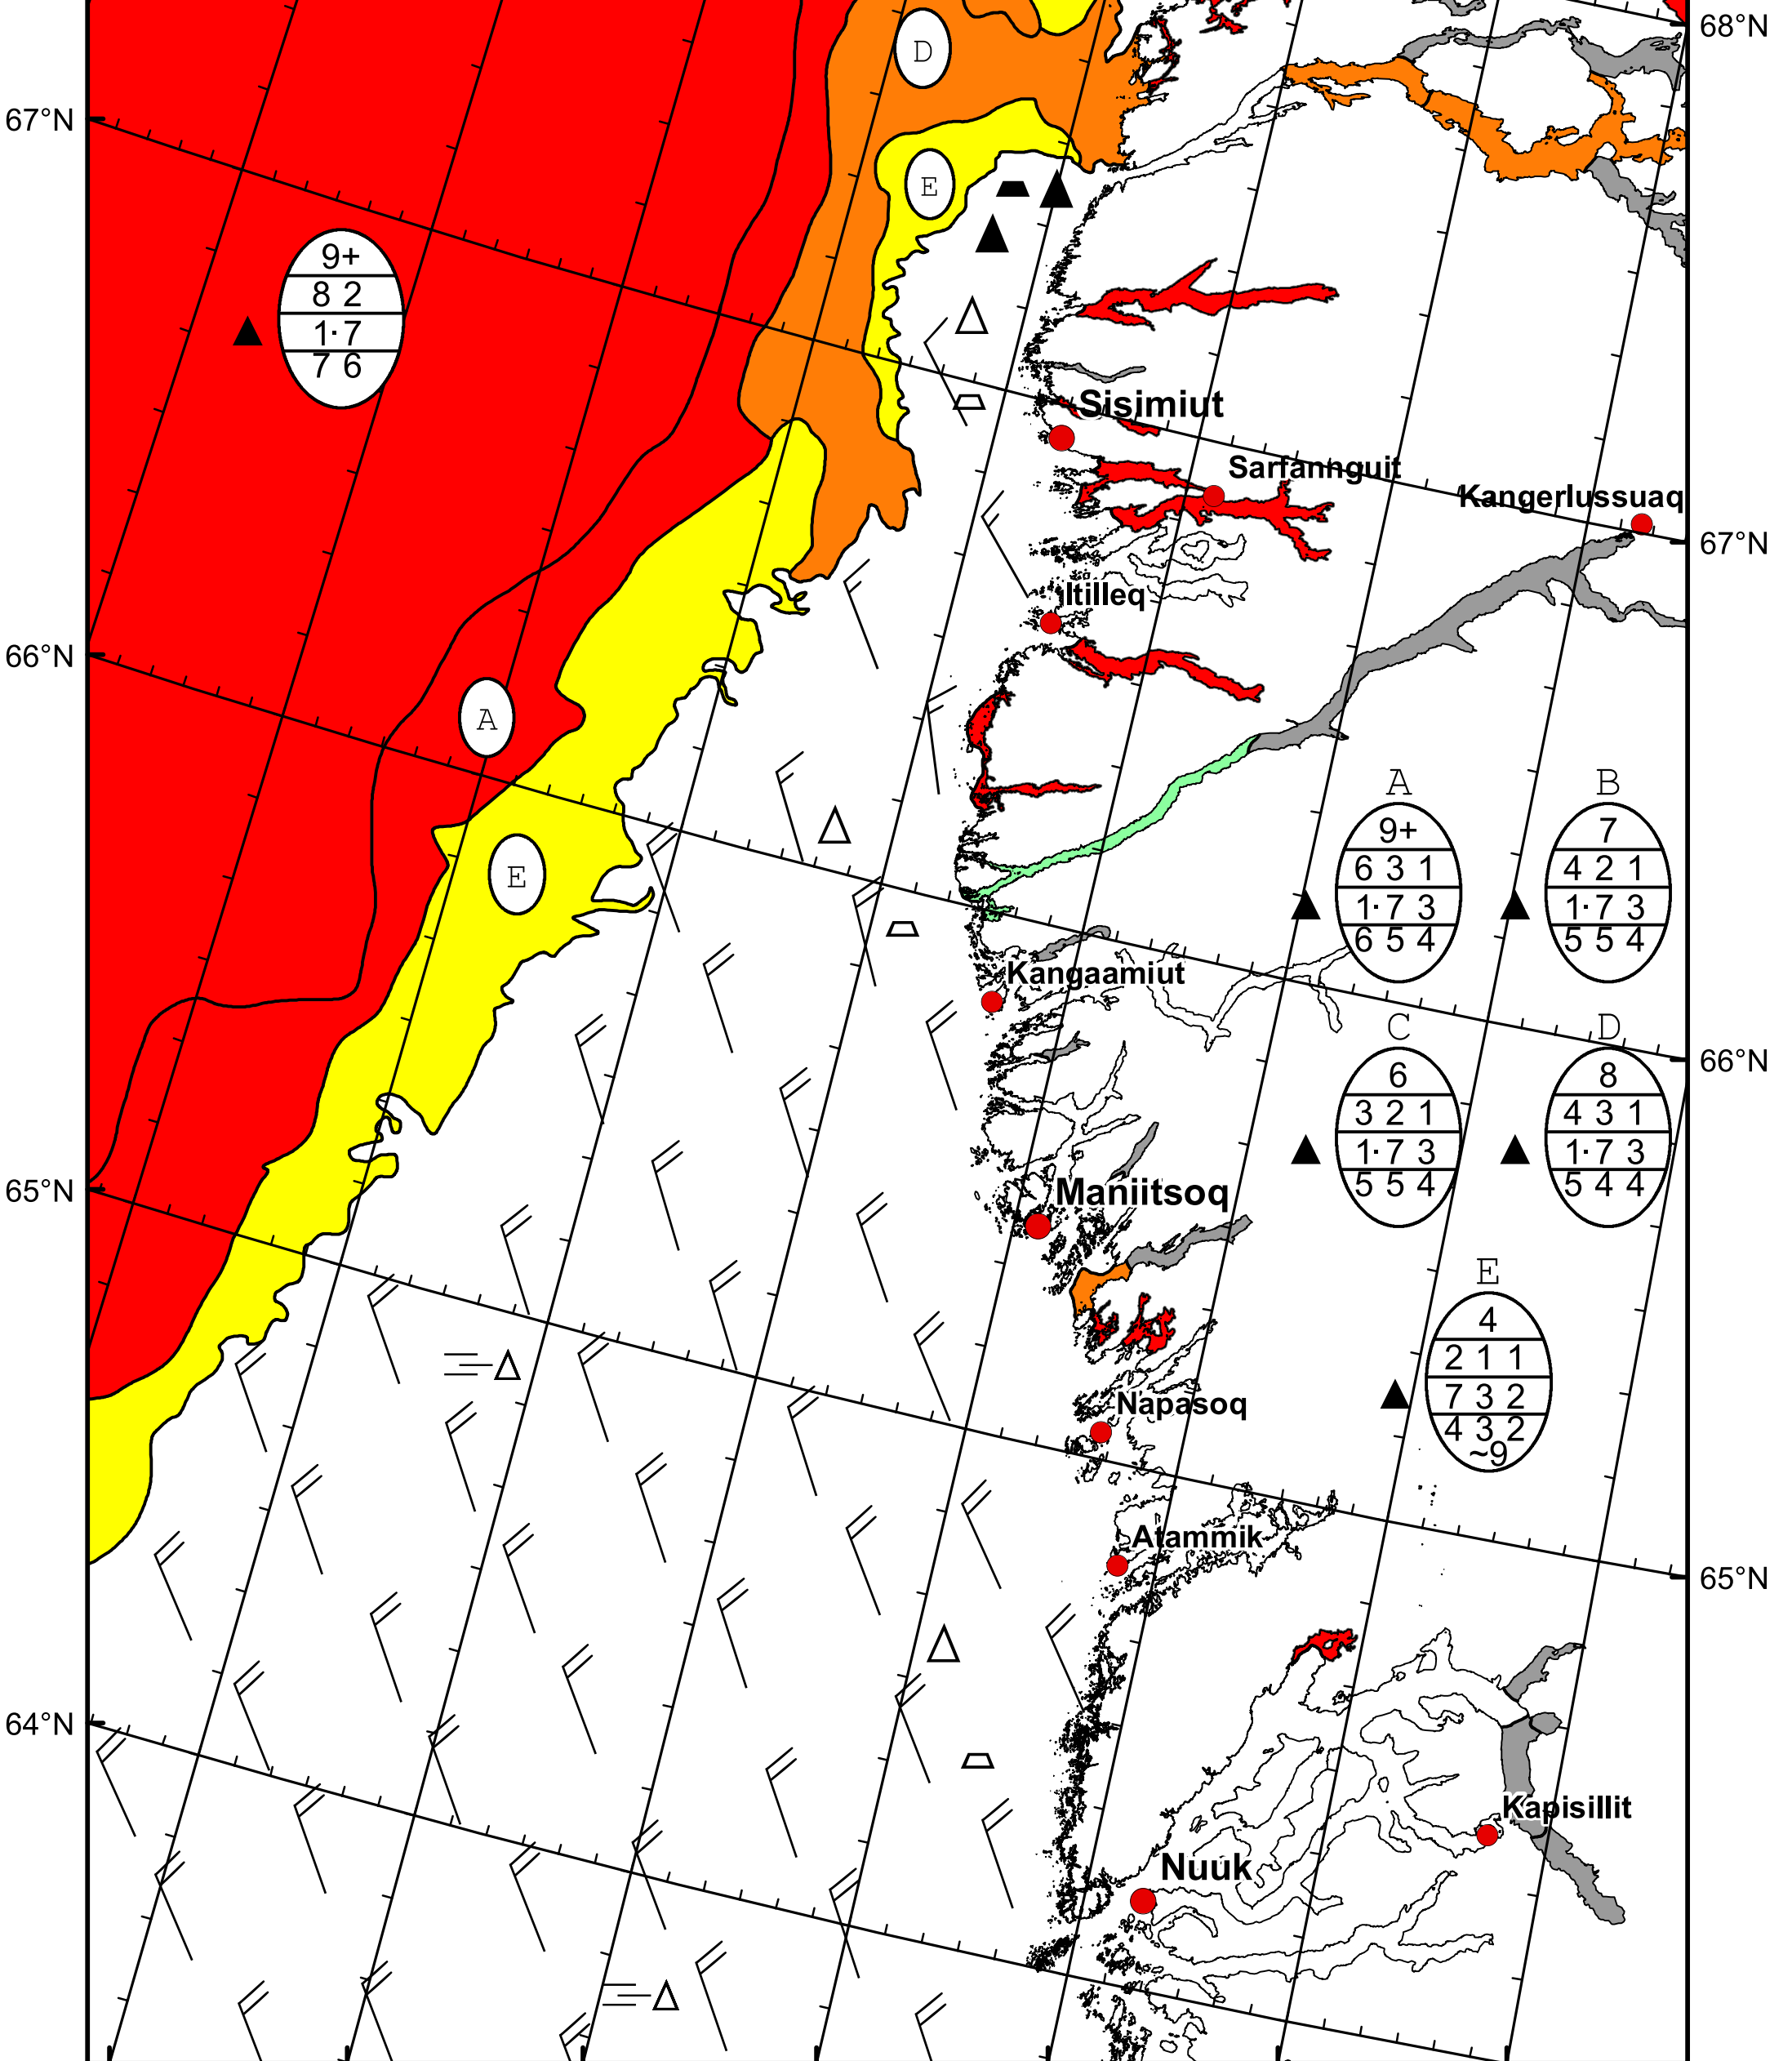 68°N
D
67°N
E
9+
8 2
1·7
7 6
Sisimiut
Sarfannguit
Kangerlussuaq
67°N
Itilleq
66°N
A
A
B
9+
7
6 3 1
4 2 1
E
1·7 3
1·7 3
6 5 4
5 5 4
Kangaamiut
C
D
66°N
6
8
3 2 1
4 3 1
1·7 3
1·7 3
5 5 4
5 4 4
65°N
Maniitsoq
E
4
2 1 1
7 3 2
4 3 2
~9
Napasoq
Atammik
65°N
64°N
Kapisillit
Nuuk